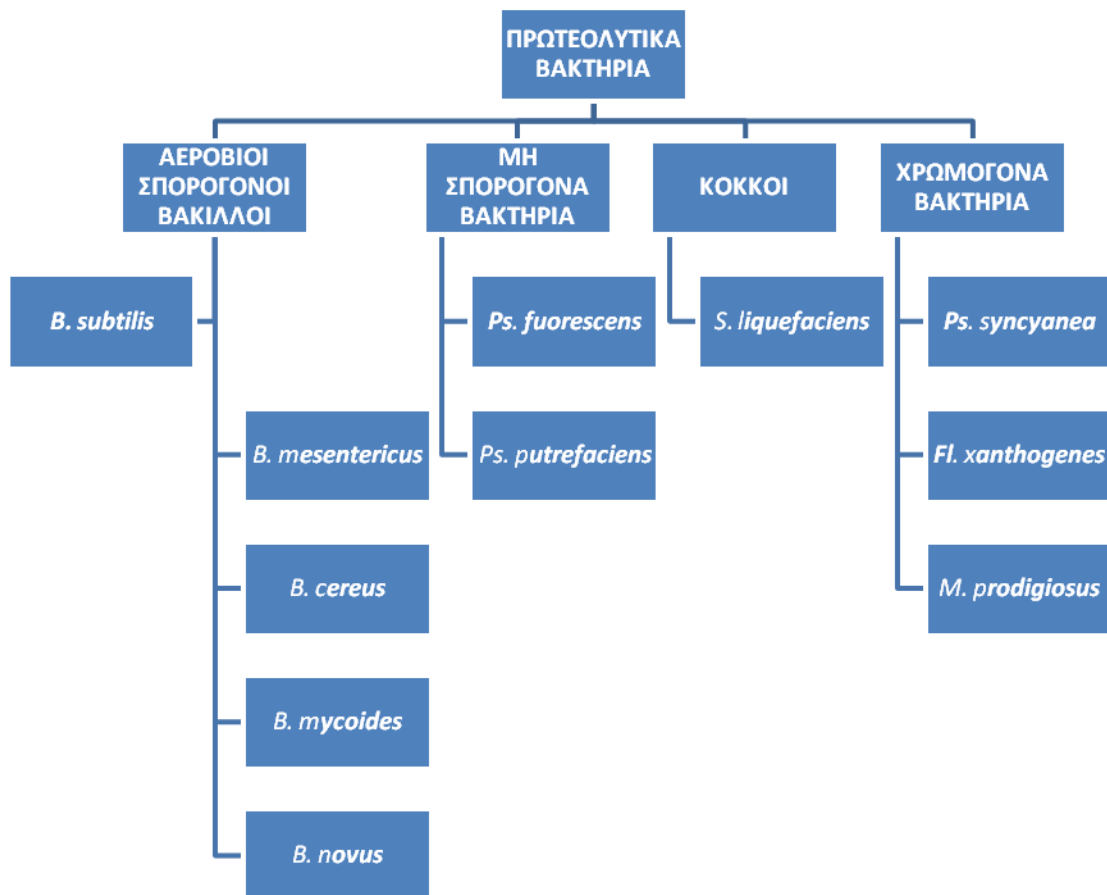 ΠΡΩΤΕΟΛΥΤΙΚΑ
ΒΑΚΤΗΡΙΑ
ΑΕΡΟΒΙΟΙ
ΣΠΟΡΟΓΟΝΟΙ
ΒΑΚΙΛΛΟΙ
B. subtilis
B. mesentericus
B. cereus
B. mycoides
B. novus
ΜΗ
ΣΠΟΡΟΓΟΝΑ
ΒΑΚΤΗΡΙΑ
Ps. fuorescens
Ps. putrefaciens
ΚΟΚΚΟΙ
S. liquefaciens
ΧΡΩΜΟΓΟΝΑ
ΒΑΚΤΗΡΙΑ
Ps. syncyanea
Fl. xanthogenes
M. prodigiosus